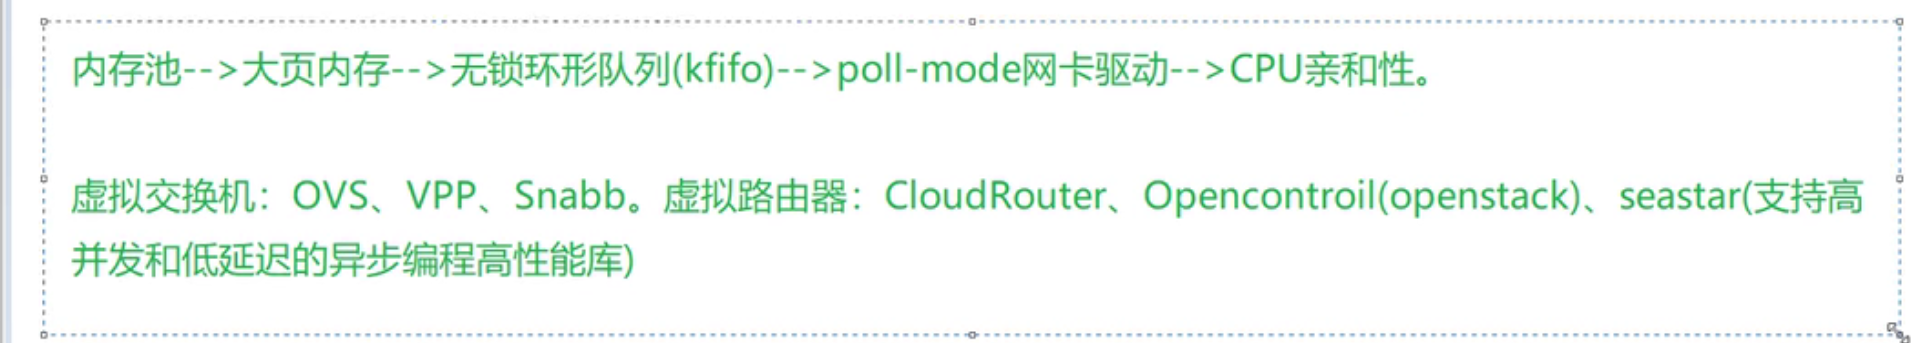 内存池-->大页内存-->无锁环形队列(kfifo)-->poll-mode网卡驱动-->CPU亲和性。
虚拟交换机：OVS、VPP、Snabb。虚拟路由器：CloudRouter、Opencontroil(openstack)、seastar(支持高
并发和低延迟的异步编程高性能库)